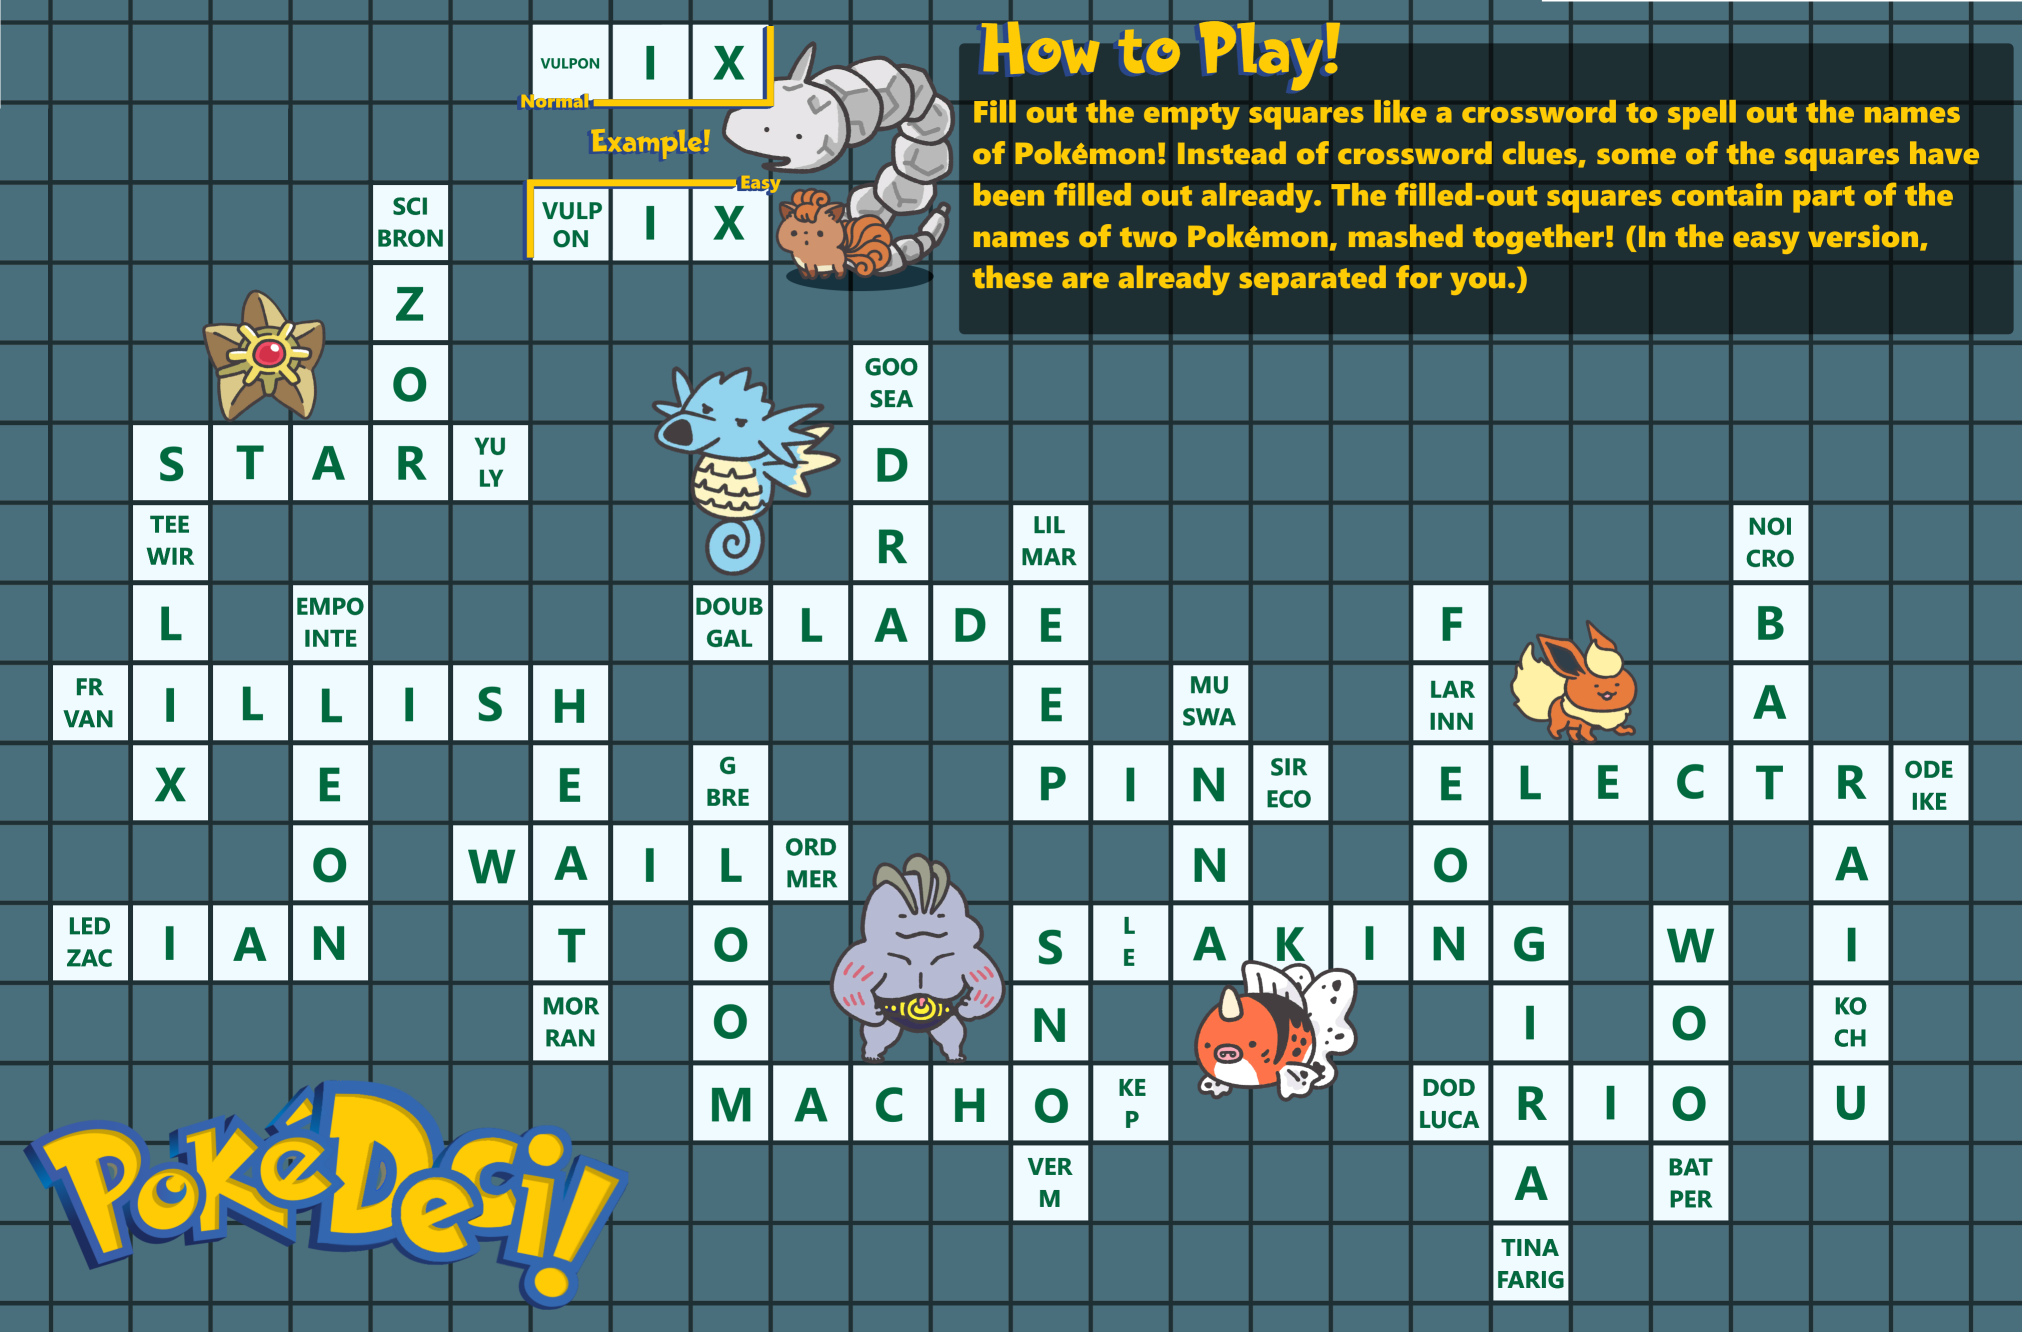 VULPON I X
Normal
Example!
Easy
VULP
ON
I X
How to Play!
Fill out the empty squares like a crossword to spell out the names
of Pokémon! Instead of crossword clues, some of the squares have
been filled out already. The filled-out squares contain part of the
names of two Pokémon, mashed together! (In the easy version,
these are already separated for you.)
SCI
BRON
Z
O
GOO
SEA
S T A R
YU
LY
D
TEE
WIR
R
LIL
MAR
NOI
CRO
L
EMPO
INTE
DOUB
GAL
L A D E
F
B
FR
VAN
I L L I S H
E
MU
SWA
LAR
INN
A
X
E
E
G
BRE
P I N
SIR
ECO
E L E C T R
ODE
IKE
O
W A I L
ORD
MER
N
O
A
LED
ZAC
I A N
T
O
S
L
E
A K I N G
W
I
MOR
RAN
O
N
I
O
KO
CH
M A C H O
KE
P
DOD
LUCA
R I O
U
VER
M
A
BAT
PER
TINA
FARIG
PoKéDeci!